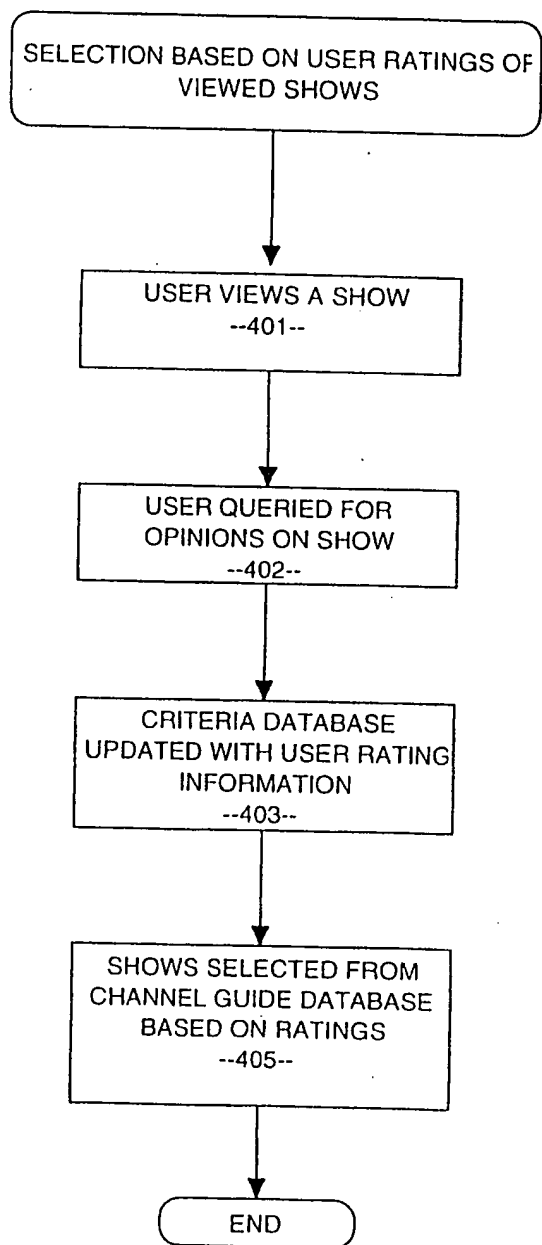 SELECTION BASED ON USER RATINGS OF
VIEWED SHOWS
USER VIEWS A SHOW
--401--
USER QUERIED FOR
OPINIONS ON SHOW
--402--
CRITERIA DATABASE
UPDATED WITH USER RATING
INFORMATION
--403--
SHOWS SELECTED FROM
CHANNEL GUIDE DATABASE
BASED ON RATINGS
--405--
END